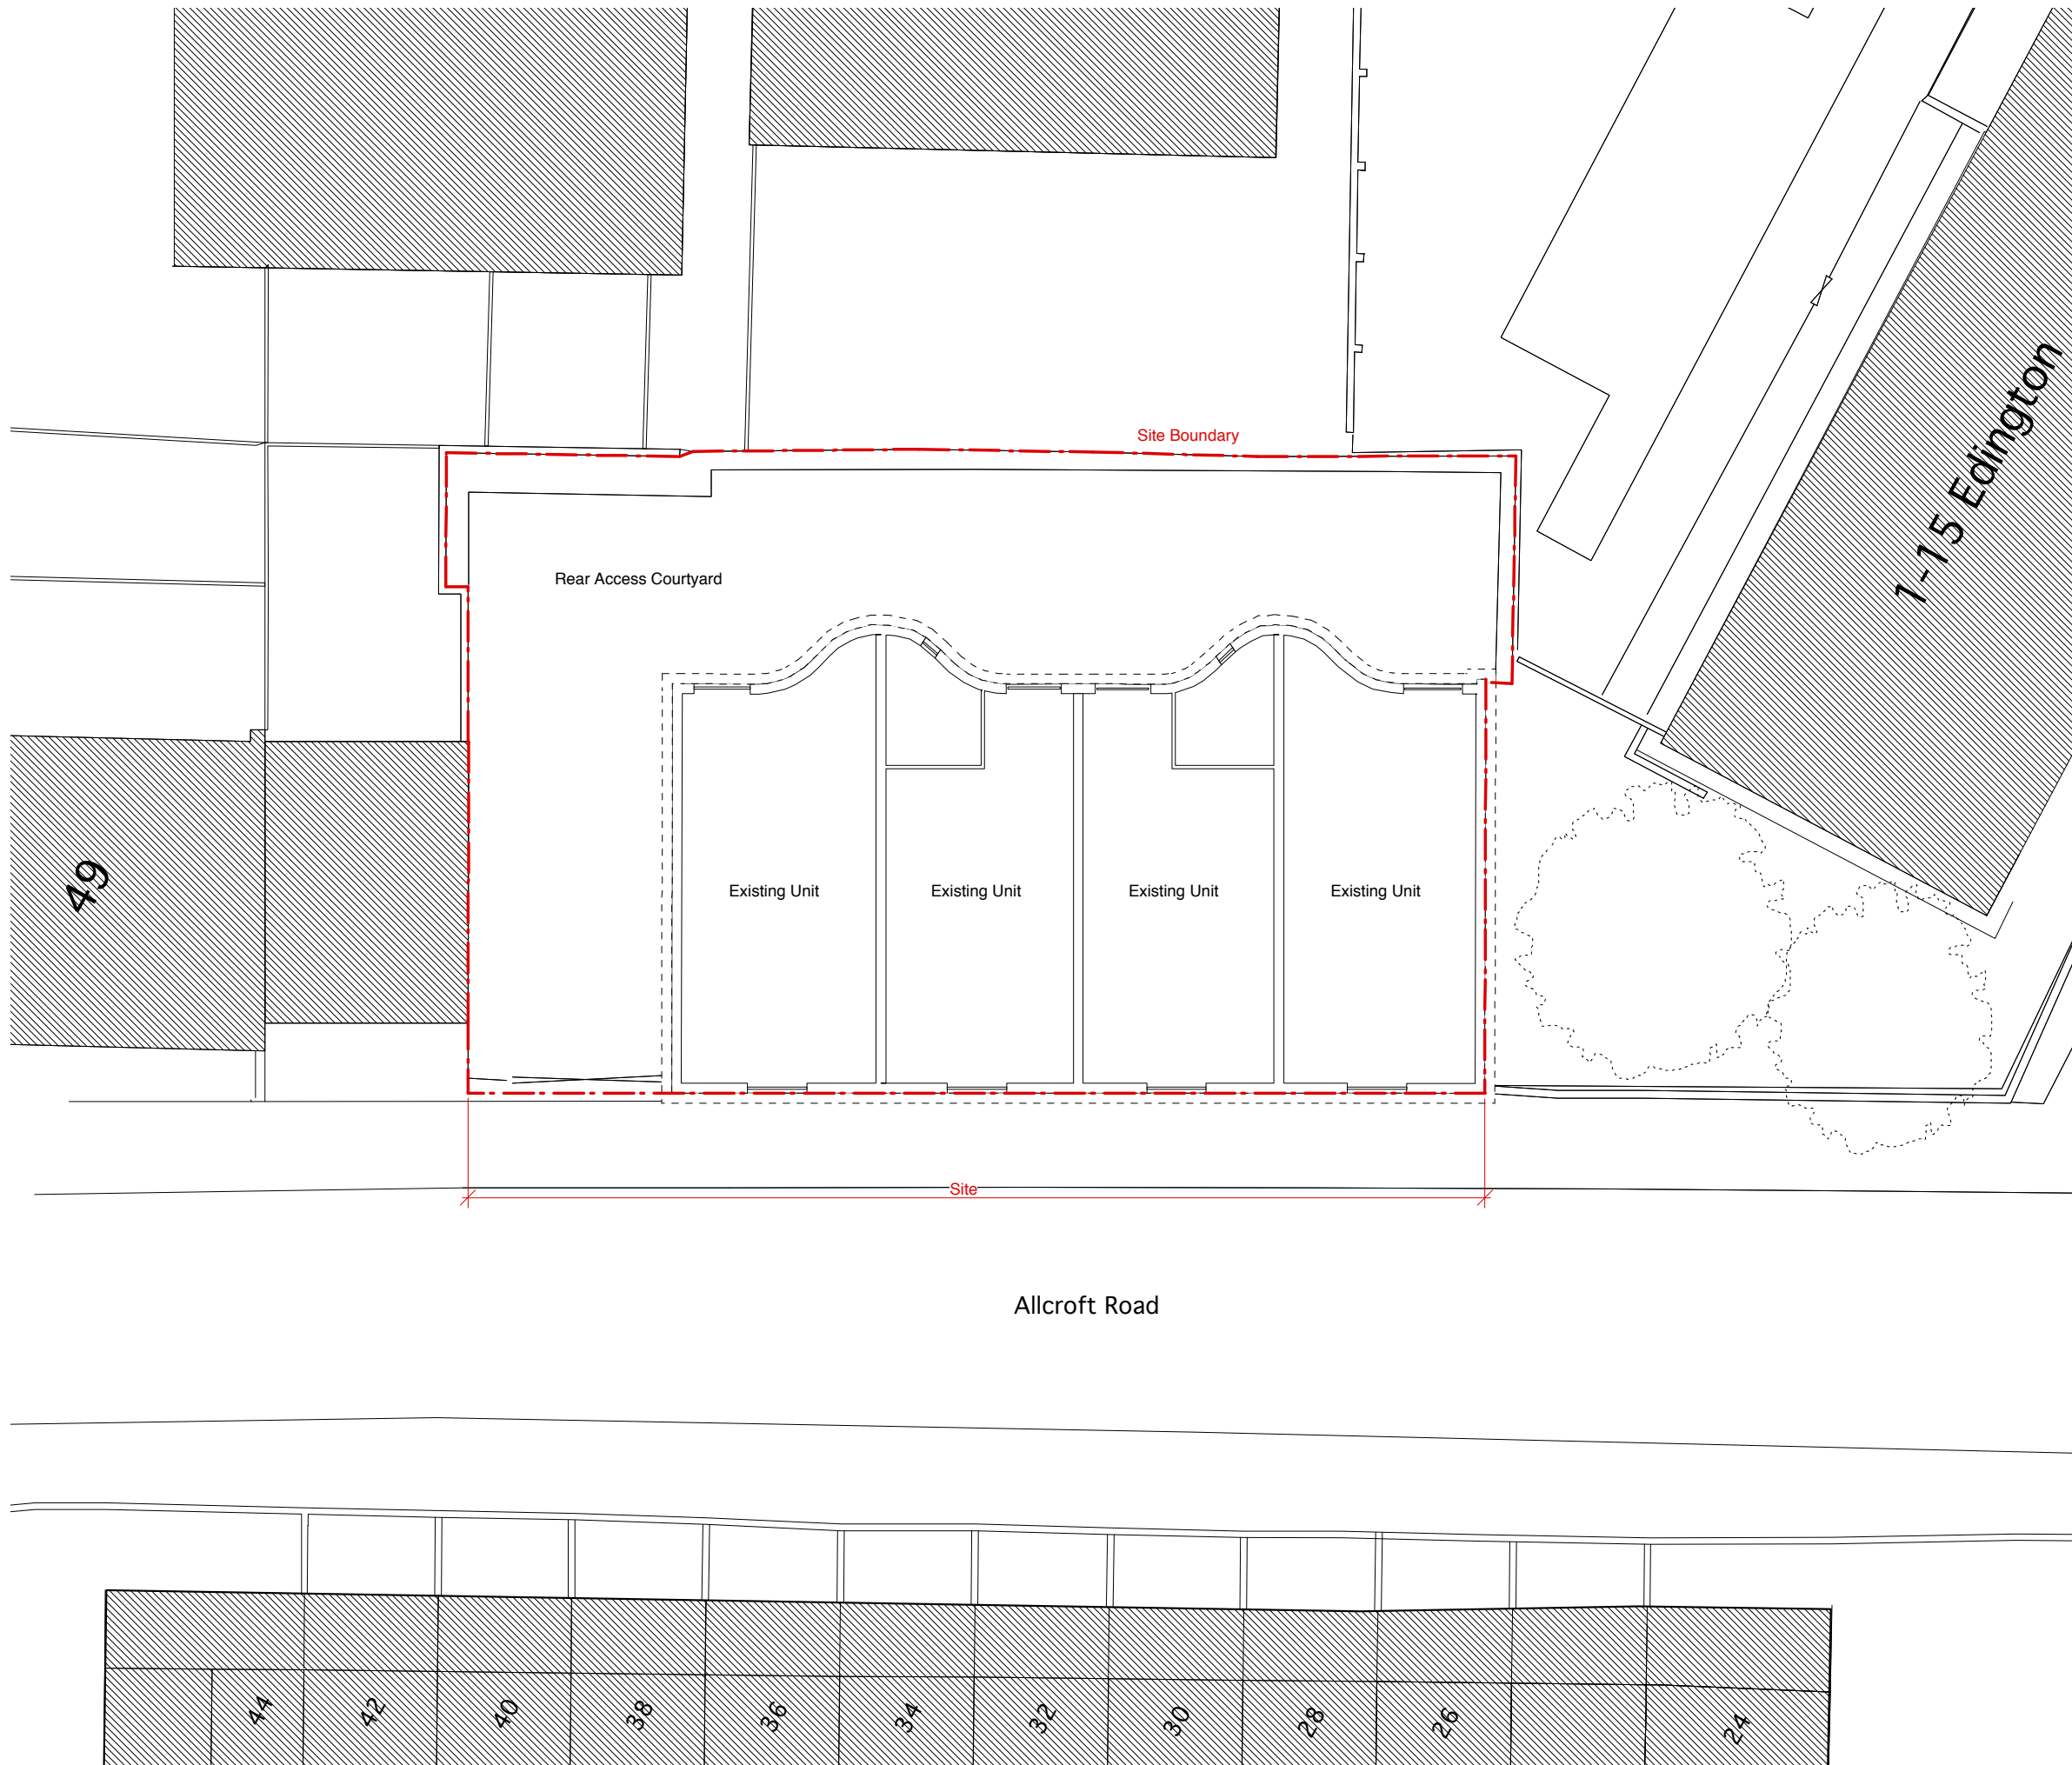 Site Boundary
1-15 Edington
Rear Access Courtyard
49
Existing Unit
Existing Unit
Existing Unit
Existing Unit
Site
Allcroft Road
44
42
40
38
36
34
32
30
28
26
24